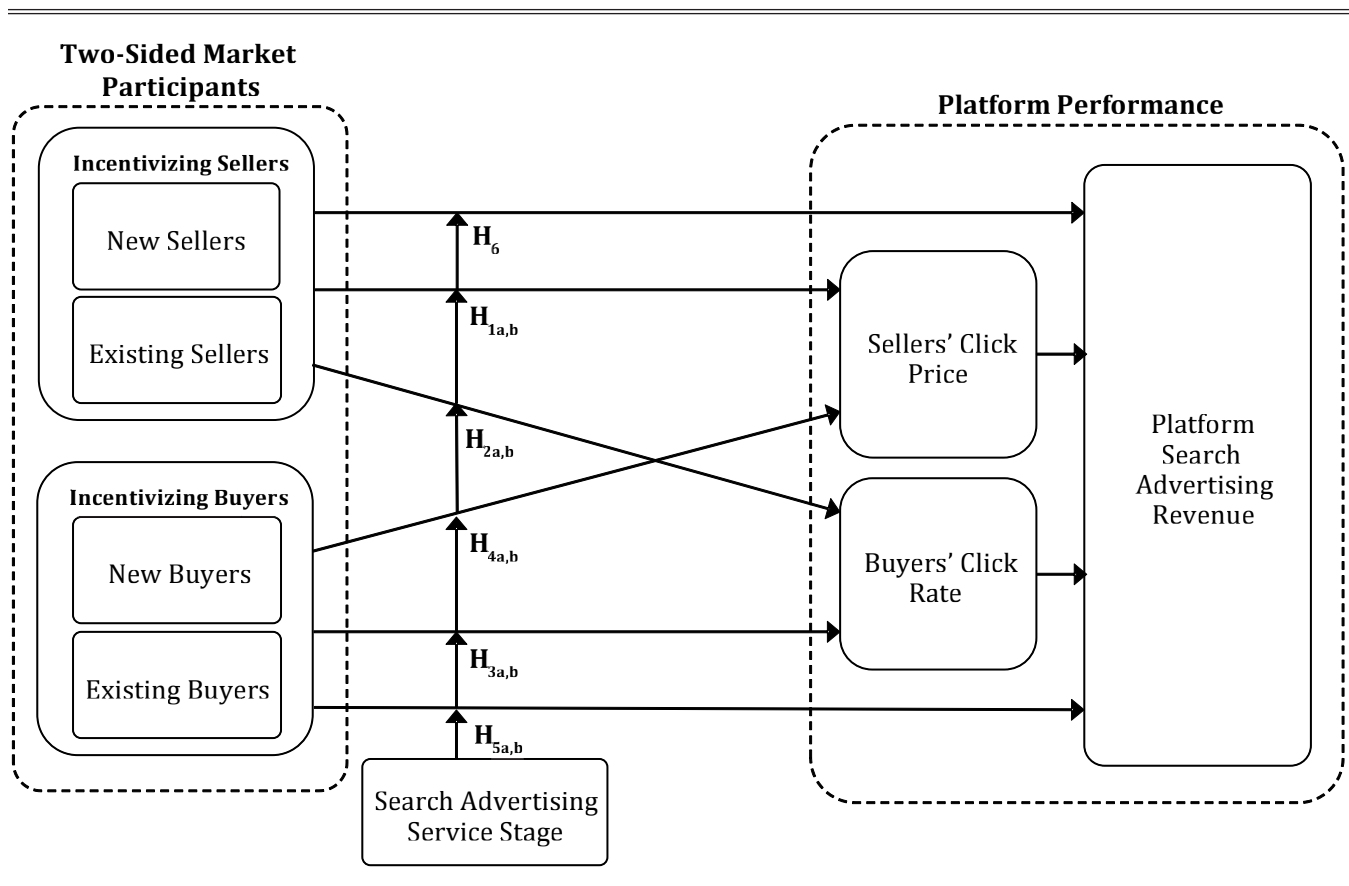 Two-Sided Market
Participants
Incentivizing Sellers
New Sellers
Existing Sellers
Incentivizing Buyers
New Buyers
Existing Buyers
H6
H1a,b
H2a,b
H4a,b
H3a,b
H5a,b
Search Advertising
Service Stage
Platform Performance
Sellers’ Click
Price
Buyers’ Click
Rate
Platform
Search
Advertising
Revenue